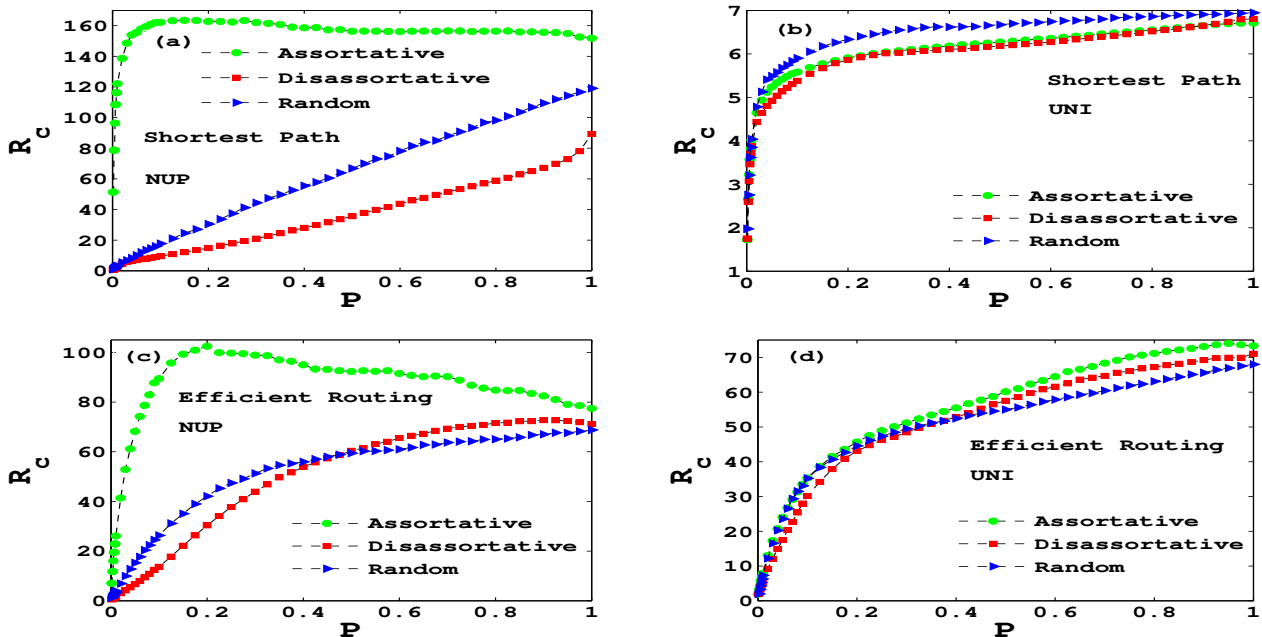 (a)
Assortative
Disassortative
Random
Shortest Path
NUP
R_c
160
140
120
100
80
60
40
20
0
0 0.2 0.4 0.6 0.8 1
P
(b)
Shortest Path
UNI
Assortative
Disassortative
Random
R_c
7
6
5
4
3
2
1
0 0.2 0.4 0.6 0.8 1
P
(c)
Efficient Routing
NUP
Assortative
Disassortative
Random
R_c
100
80
60
40
20
0
0 0.2 0.4 0.6 0.8 1
P
(d)
Efficient Routing
UNI
Assortative
Disassortative
Random
R_c
70
60
50
40
30
20
10
0
0 0.2 0.4 0.6 0.8 1
P